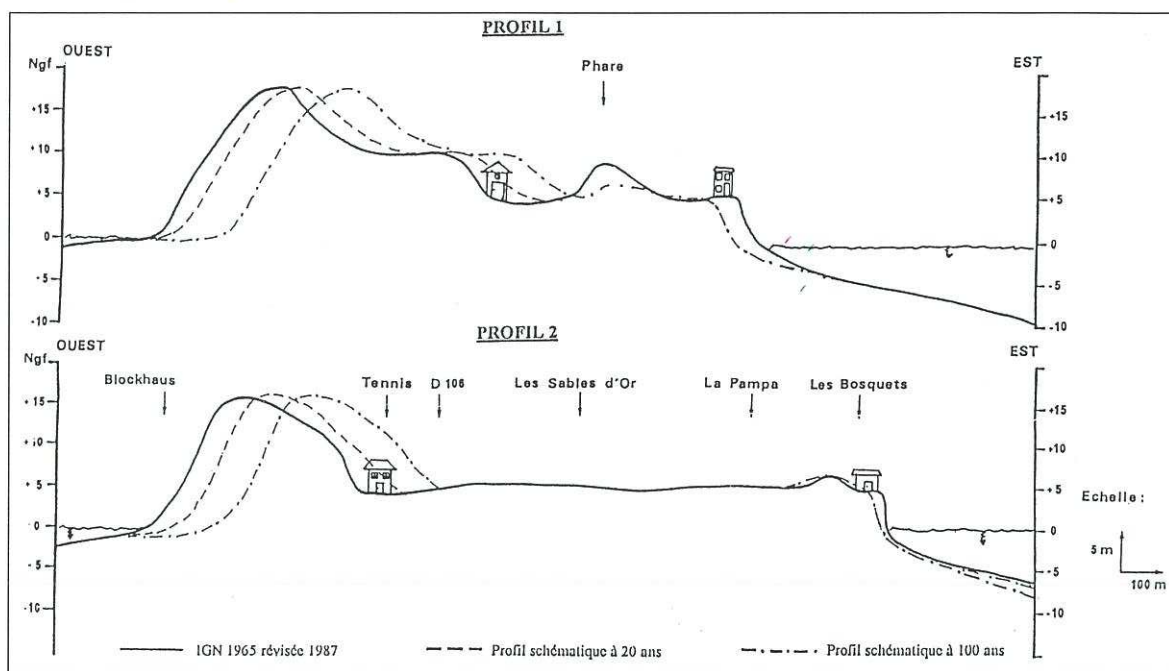 PROFIL 1
OUEST
EST
Ngf
Phare
+15
+10
+5
0
-5
-10
+15
+10
+5
0
-5
-10
PROFIL 2
OUEST
EST
Ngf
Blockhaus
Tennis
D 106
Les Sables d'Or
La Pampa
Les Bosquets
+15
+10
+5
0
-5
-10
+15
+10
+5
0
-5
-10
Echelle :
5 m
100 m
IGN 1965 révisée 1987
Profil schématique à 20 ans
Profil schématique à 100 ans